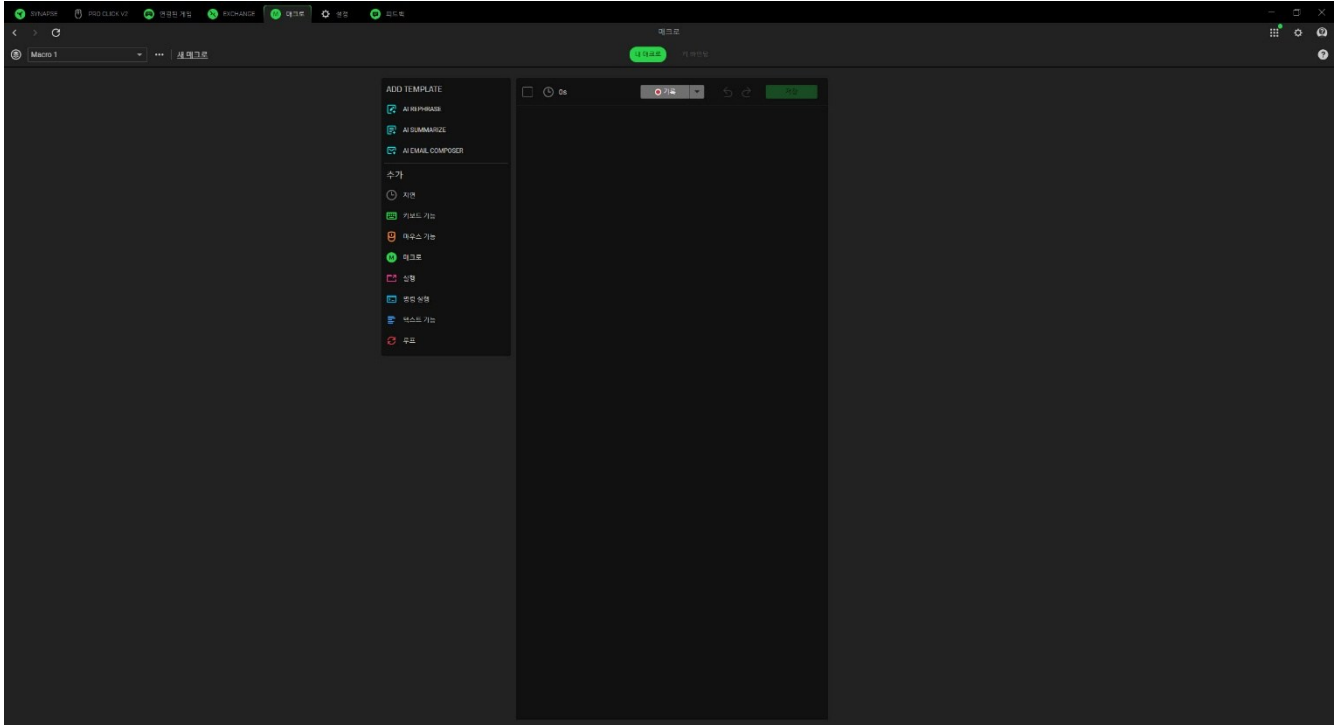 SYNAPSE PRO CLICK V2 연결된 게임 EXCHANGE 매크로 설정 피드백
매크로
Macro 1 새 매크로 내 매크로
ADD TEMPLATE
0s 기록 저장
AI REPHRASE
AI SUMMARIZE
AI EMAIL COMPOSER
추가
지연
키보드 기능
마우스 기능
매크로
실행
명령 실행
텍스트 기능
루프